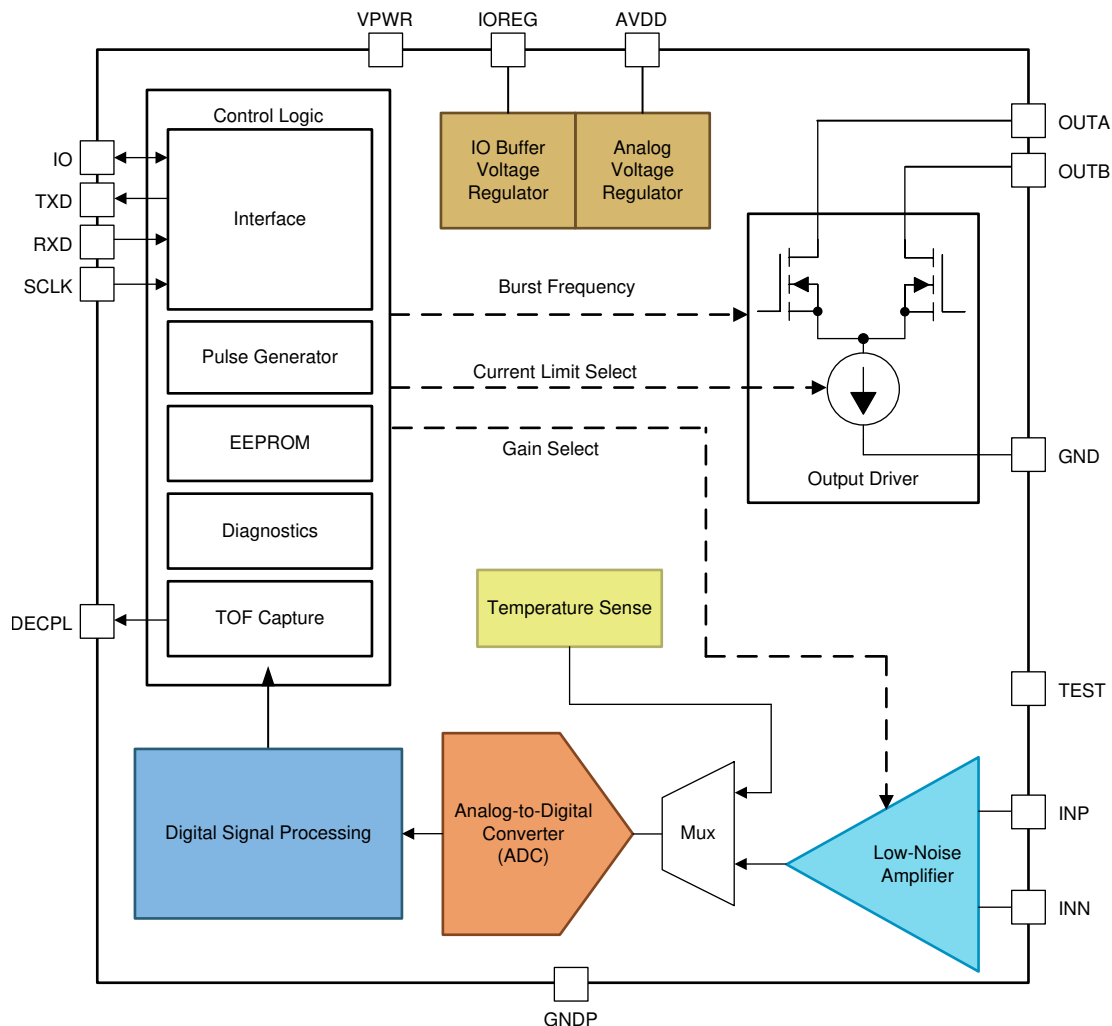 VPWR
IOREG
AVDD
Control Logic
IO
TXD
RXD
SCLK
Interface
Pulse Generator
EEPROM
Diagnostics
TOF Capture
DECPL
IO Buffer
Voltage
Regulator
Analog
Voltage
Regulator
OUTA
OUTB
Burst Frequency
Current Limit Select
Gain Select
Output Driver
GND
Temperature Sense
TEST
Digital Signal Processing
Analog-to-Digital
Converter
(ADC)
Mux
Low-Noise
Amplifier
INP
INN
GNDP